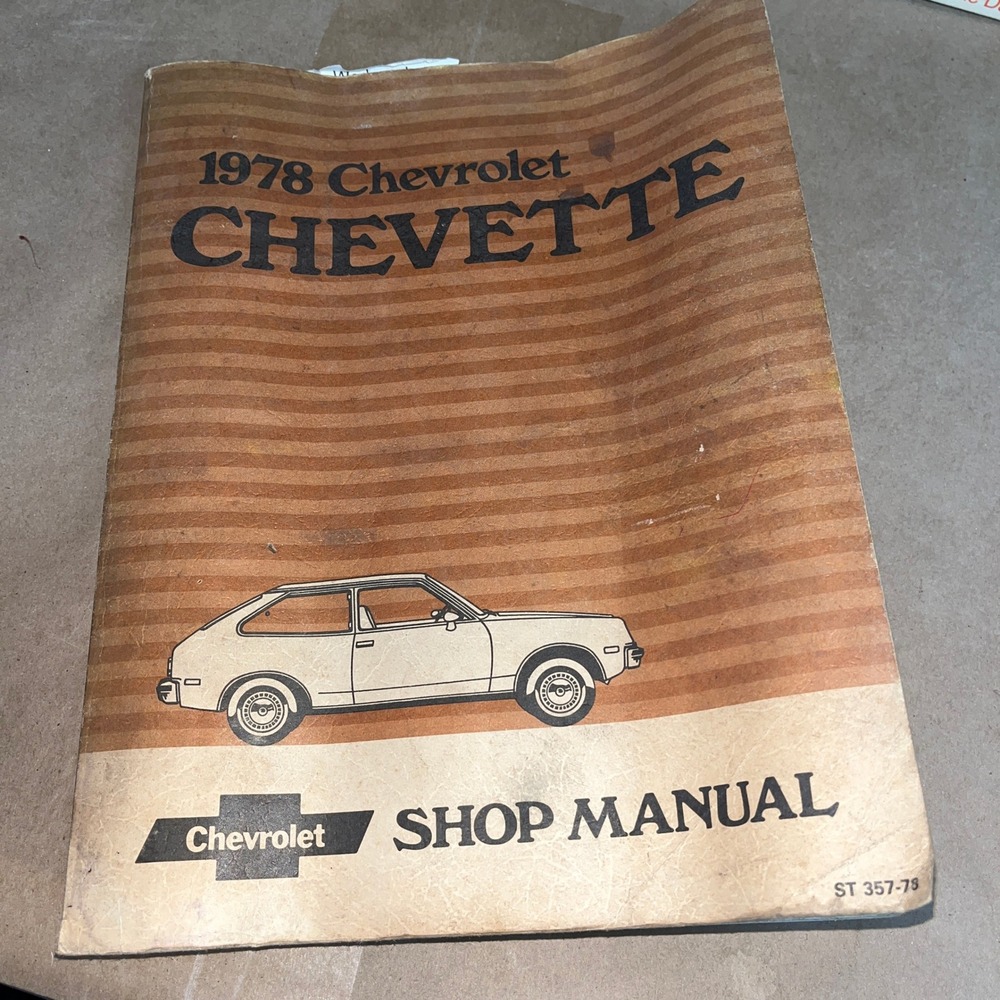 1978 Chevrolet
CHEVETTE
Chevrolet
SHOP MANUAL
ST 357-78